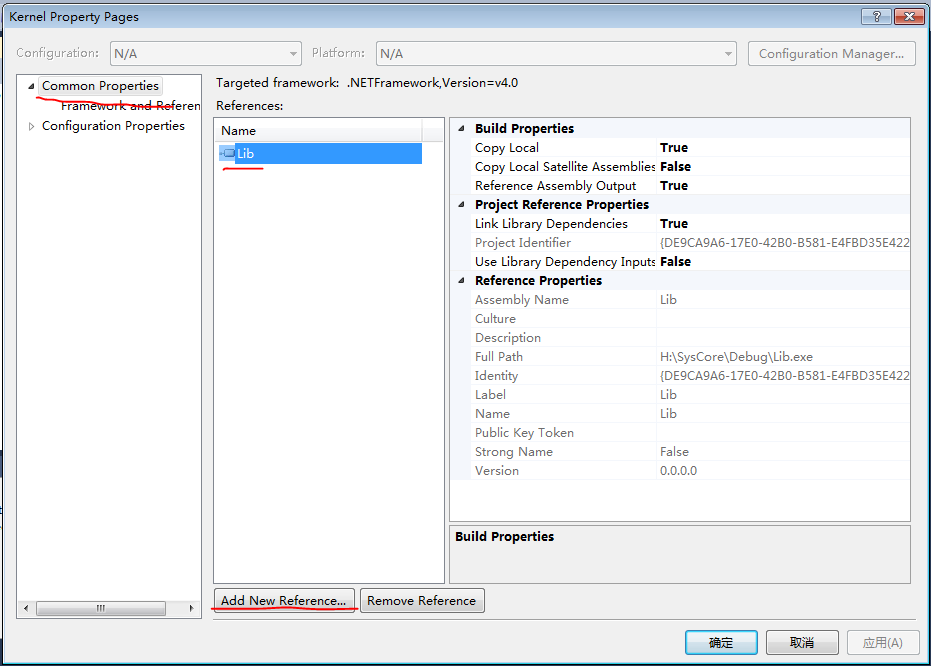 Kernel Property Pages
Configuration: N/A Platform: N/A Configuration Manager...
Common Properties
Framework and Referen
Configuration Properties
Targeted framework: .NETFramework,Version=v4.0
References:
Name
Lib
Build Properties
Copy Local True
Copy Local Satellite Assemblies False
Reference Assembly Output True
Project Reference Properties
Link Library Dependencies True
Project Identifier {DE9CA9A6-17E0-42B0-B581-E4FBD35E422
Use Library Dependency Inputs False
Reference Properties
Assembly Name Lib
Culture
Description
Full Path H:\SysCore\Debug\Lib.exe
Identity {DE9CA9A6-17E0-42B0-B581-E4FBD35E422
Label Lib
Name Lib
Public Key Token
Strong Name False
Version 0.0.0.0
Build Properties
Add New Reference... Remove Reference
确定 取消 应用(A)